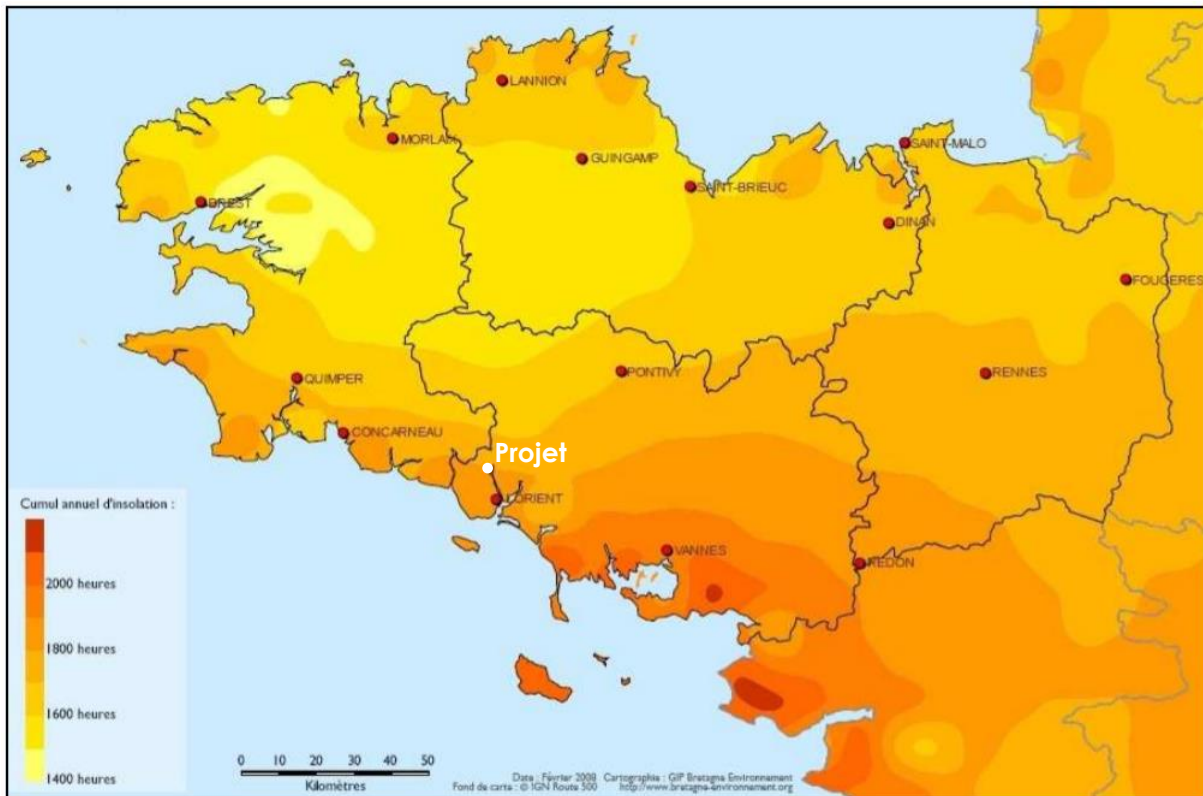 LANNION
MORLAIX
GUINGAMP
SAINT-MALO
BREST
SAINT-BRIEUC
DINAN
FOUGERES
QUIMPER
PONTIVY
RENNES
CONCARNEAU
Projet
LORIENT
VANNES
REDON
Cumul annuel d'insolation :
2000 heures
1800 heures
1600 heures
1400 heures
0 10 20 30 40 50
Kilomètres
Date : Février 2008 Cartographie : GIP Bretagne Environnement
Fond de carte : © IGN Route 500 http://www.bretagne-environnement.org